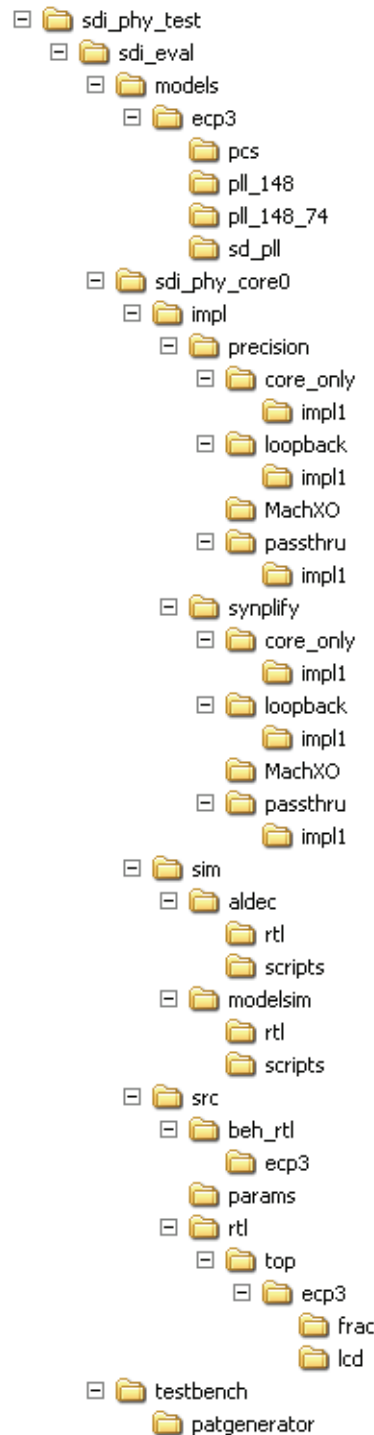 sdi_phy_test
sdi_eval
models
ecp3
pcs
pll_148
pll_148_74
sd_pll
sdi_phy_core0
impl
precision
core_only
impl1
loopback
impl1
MachXO
passthru
impl1
synplify
core_only
impl1
loopback
impl1
MachXO
passthru
impl1
sim
aldec
rtl
scripts
modelsim
rtl
scripts
src
beh_rtl
ecp3
params
rtl
top
ecp3
frac
lcd
testbench
patgenerator